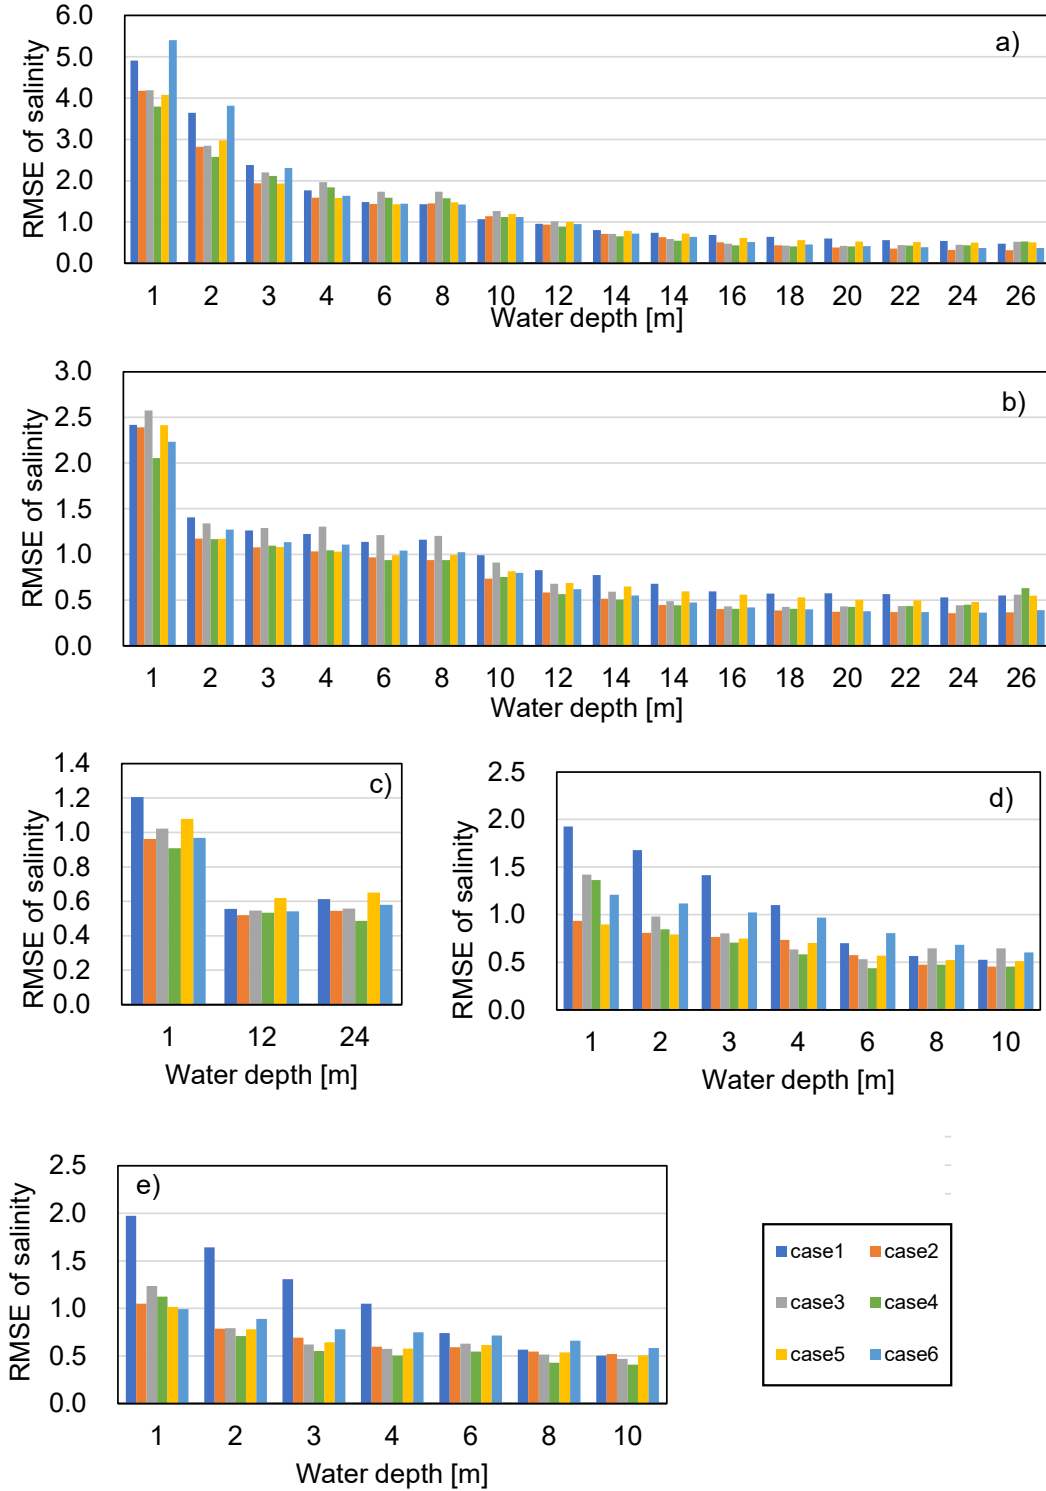 6.0
5.0
4.0
3.0
2.0
1.0
0.0
RMSE of salinity
a)
1 2 3 4 6 8 10 12 14 14 16 18 20 22 24 26
Water depth [m]
3.0
2.5
2.0
1.5
1.0
0.5
0.0
RMSE of salinity
b)
1 2 3 4 6 8 10 12 14 14 16 18 20 22 24 26
Water depth [m]
1.4
1.2
1.0
0.8
0.6
0.4
0.2
0.0
RMSE of salinity
c)
1 12 24
Water depth [m]
2.5
2.0
1.5
1.0
0.5
0.0
RMSE of salinity
d)
1 2 3 4 6 8 10
Water depth [m]
2.5
2.0
1.5
1.0
0.5
0.0
RMSE of salinity
e)
1 2 3 4 6 8 10
Water depth [m]
case1 case2
case3 case4
case5 case6